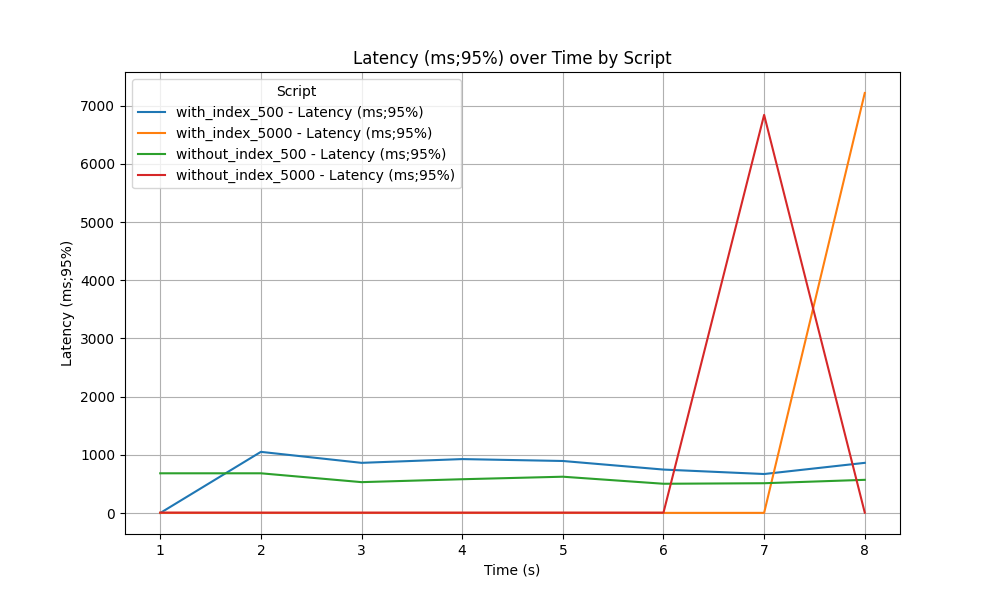 Latency (ms;95%) over Time by Script
Script
with_index_500 - Latency (ms;95%)
with_index_5000 - Latency (ms;95%)
without_index_500 - Latency (ms;95%)
without_index_5000 - Latency (ms;95%)
Latency (ms;95%)
7000
6000
5000
4000
3000
2000
1000
0
1 2 3 4 5 6 7 8
Time (s)